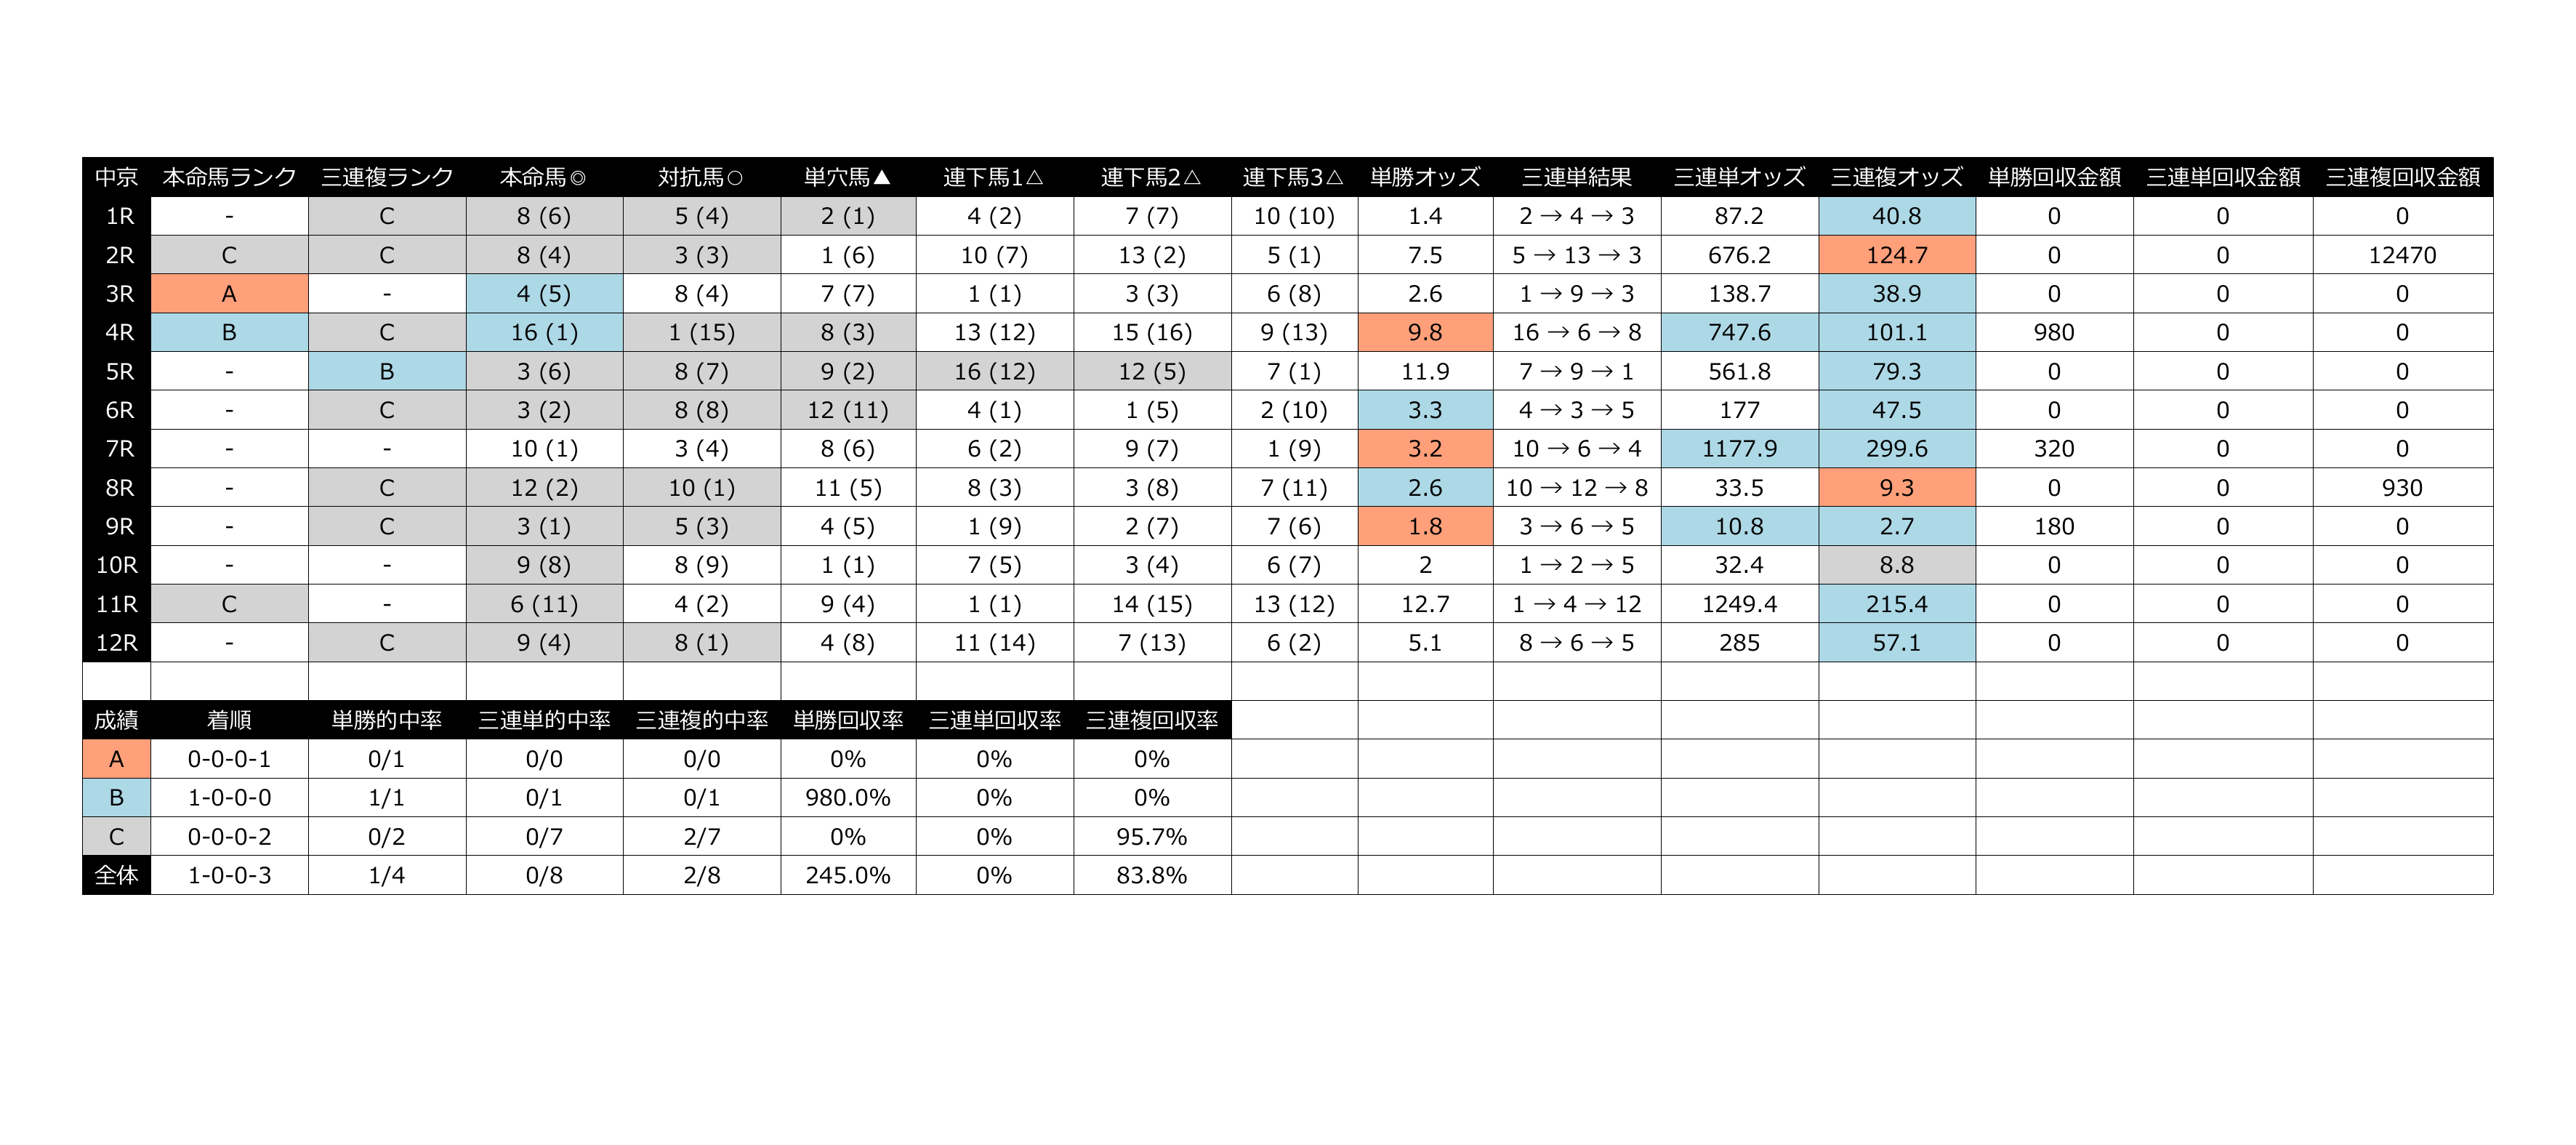 中京 本命馬ランク 三連複ランク 本命馬◎ 対抗馬○ 単穴馬▲ 連下馬1△ 連下馬2△ 連下馬3△ 単勝オッズ 三連単結果 三連単オッズ 三連複オッズ 単勝回収金額 三連単回収金額 三連複回収金額
1R - C 8 (6) 5 (4) 2 (1) 4 (2) 7 (7) 10 (10) 1.4 2 → 4 → 3 87.2 40.8 0 0 0
2R C C 8 (4) 3 (3) 1 (6) 10 (7) 13 (2) 5 (1) 7.5 5 → 13 → 3 676.2 124.7 0 0 12470
3R A - 4 (5) 8 (4) 7 (7) 1 (1) 3 (3) 6 (8) 2.6 1 → 9 → 3 138.7 38.9 0 0 0
4R B C 16 (1) 1 (15) 8 (3) 13 (12) 15 (16) 9 (13) 9.8 16 → 6 → 8 747.6 101.1 980 0 0
5R - B 3 (6) 8 (7) 9 (2) 16 (12) 12 (5) 7 (1) 11.9 7 → 9 → 1 561.8 79.3 0 0 0
6R - C 3 (2) 8 (8) 12 (11) 4 (1) 1 (5) 2 (10) 3.3 4 → 3 → 5 177 47.5 0 0 0
7R - - 10 (1) 3 (4) 8 (6) 6 (2) 9 (7) 1 (9) 3.2 10 → 6 → 4 1177.9 299.6 320 0 0
8R - C 12 (2) 10 (1) 11 (5) 8 (3) 3 (8) 7 (11) 2.6 10 → 12 → 8 33.5 9.3 0 0 930
9R - C 3 (1) 5 (3) 4 (5) 1 (9) 2 (7) 7 (6) 1.8 3 → 6 → 5 10.8 2.7 180 0 0
10R - - 9 (8) 8 (9) 1 (1) 7 (5) 3 (4) 6 (7) 2 1 → 2 → 5 32.4 8.8 0 0 0
11R C - 6 (11) 4 (2) 9 (4) 1 (1) 14 (15) 13 (12) 12.7 1 → 4 → 12 1249.4 215.4 0 0 0
12R - C 9 (4) 8 (1) 4 (8) 11 (14) 7 (13) 6 (2) 5.1 8 → 6 → 5 285 57.1 0 0 0
成績 着順 単勝的中率 三連単的中率 三連複的中率 単勝回収率 三連単回収率 三連複回収率
A 0-0-0-1 0/1 0/0 0/0 0% 0% 0%
B 1-0-0-0 1/1 0/1 0/1 980.0% 0% 0%
C 0-0-0-2 0/2 0/7 2/7 0% 0% 95.7%
全体 1-0-0-3 1/4 0/8 2/8 245.0% 0% 83.8%